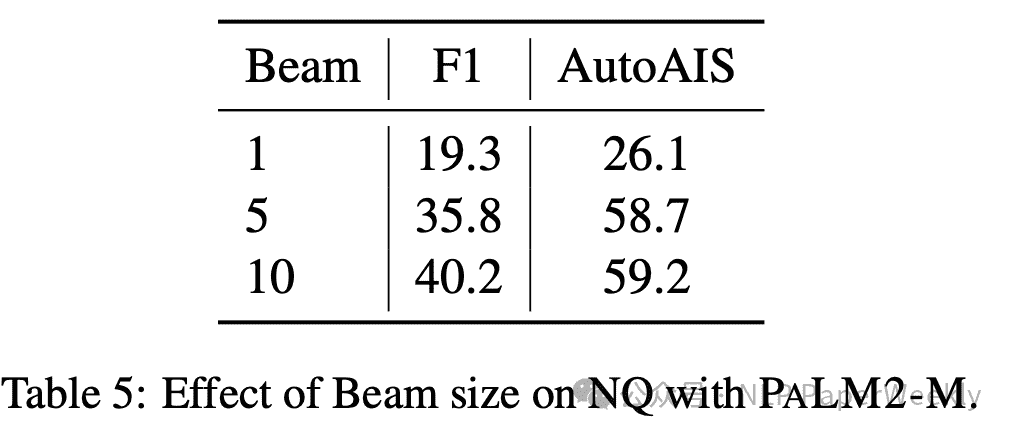 Beam F1 AutoAIS
1 19.3 26.1
5 35.8 58.7
10 40.2 59.2
Table 5: Effect of Beam size on NQ with PALM2-M.